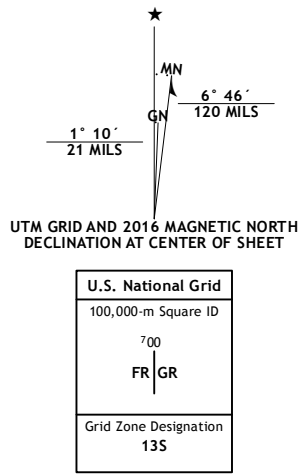 MN
6° 46´
120 MILS
GN
1° 10´
21 MILS
UTM GRID AND 2016 MAGNETIC NORTH
DECLINATION AT CENTER OF SHEET
U.S. National Grid
100,000-m Square ID
⁷00
FR GR
Grid Zone Designation
13S